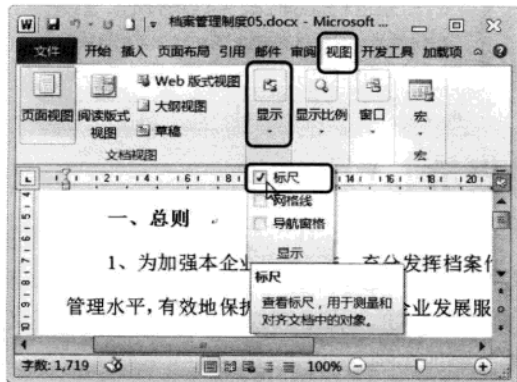 档案管理制度05.docx - Microsoft ...
文件 开始 插入 页面布局 引用 邮件 审阅 视图 开发工具 加载项
页面视图 阅读版式视图 Web 版式视图 大纲视图 草稿 显示 显示比例 窗口 宏
文档视图 宏
标尺
网格线
导航窗格
显示
一、总则
1、为加强本企 充分发挥档案
管理水平,有效地保 企业发展服
标尺
查看标尺，用于测量和
对齐文档中的对象。
字数: 1,719 100%